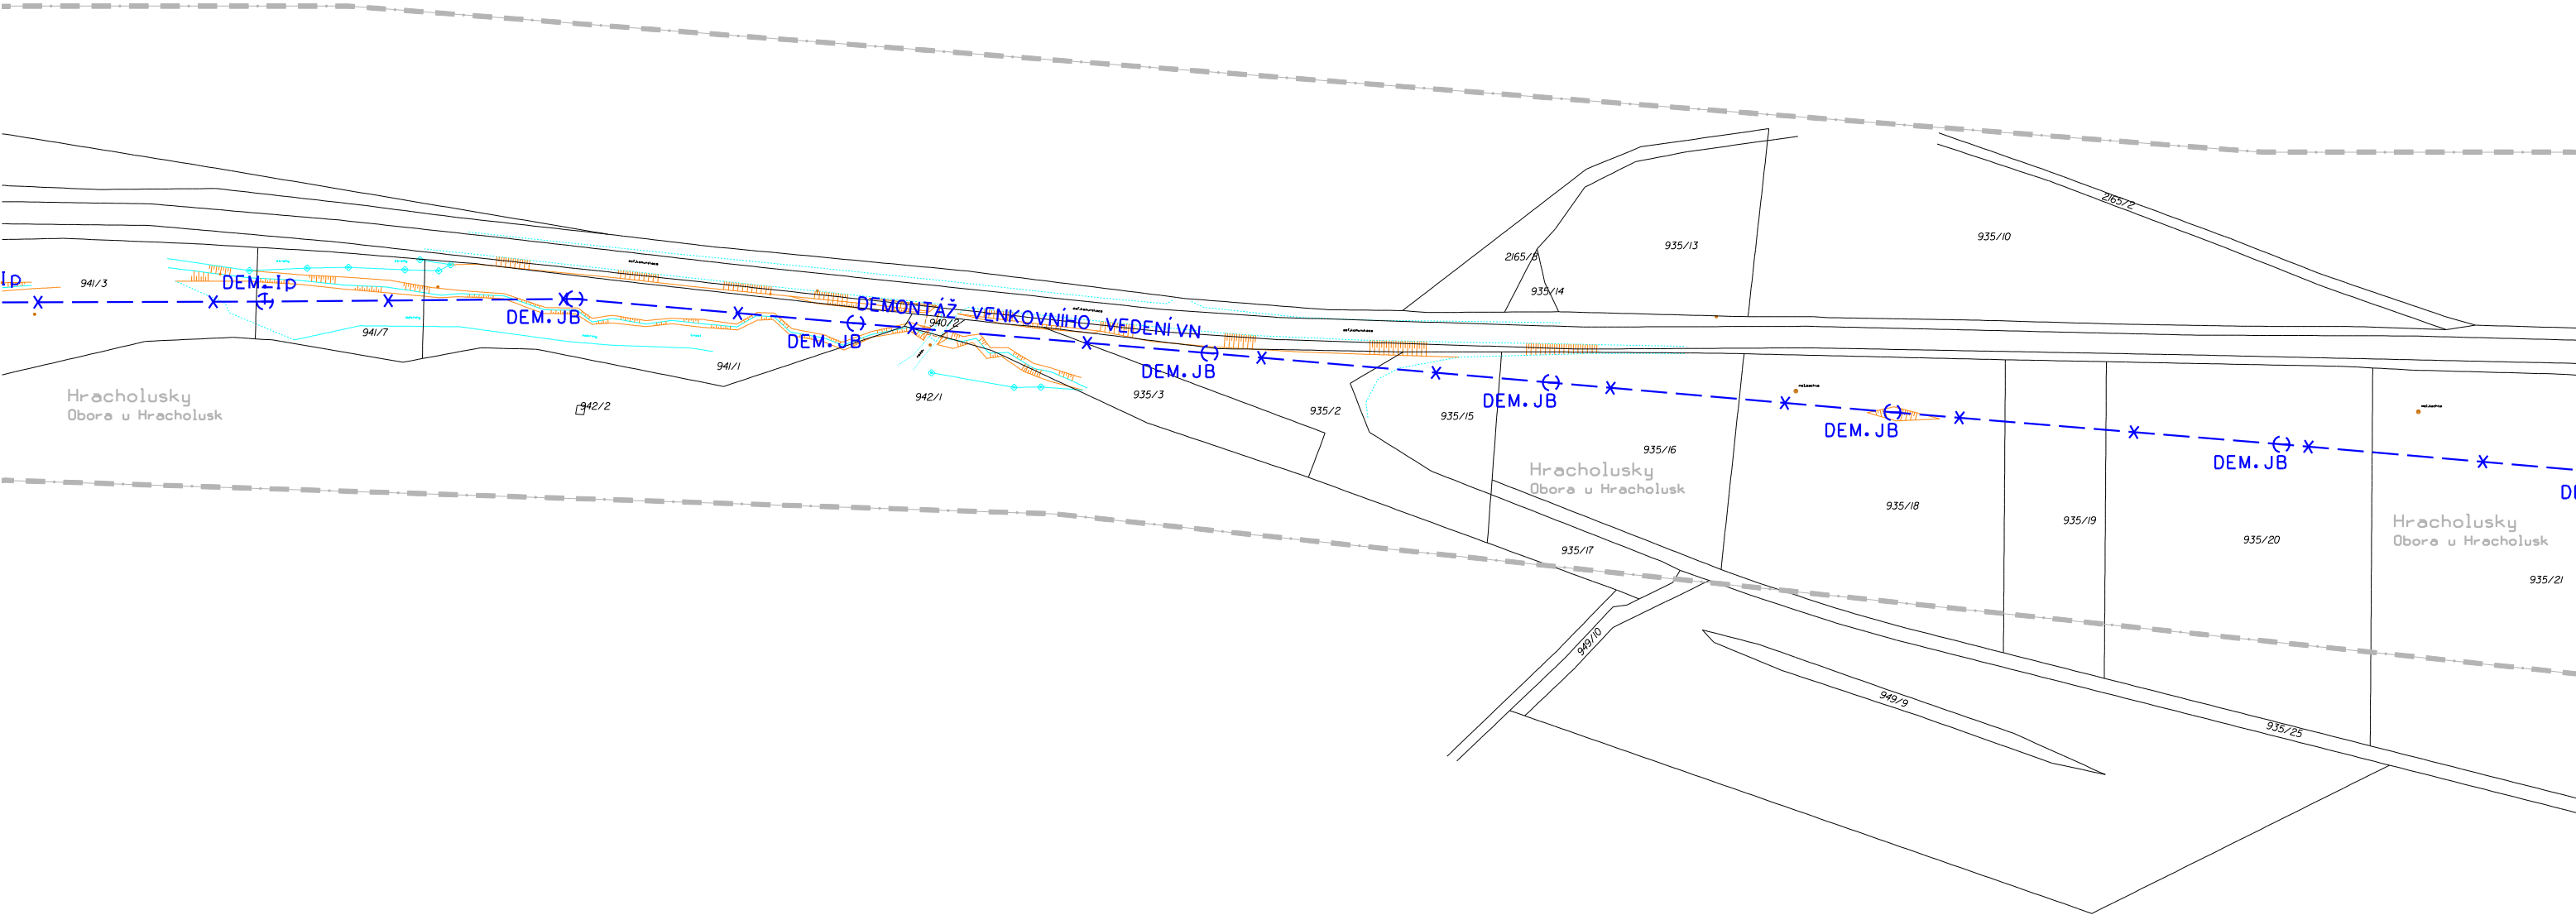 2165/2
935/10
935/13
2165/8
935/14
Ip
941/3
DEM.Ip
DEM.JB
941/7
DEMONTÁŽ VENKOVNÍHO VEDENÍ VN
940/2
DEM.JB
941/1
DEM.JB
935/3
942/1
942/2
Hracholusky
Obora u Hracholusk
935/2
935/15
DEM.JB
935/16
DEM.JB
DEM.JB
Hracholusky
Obora u Hracholusk
935/18
935/19
935/20
Hracholusky
Obora u Hracholusk
935/21
935/17
949/10
949/9
935/25